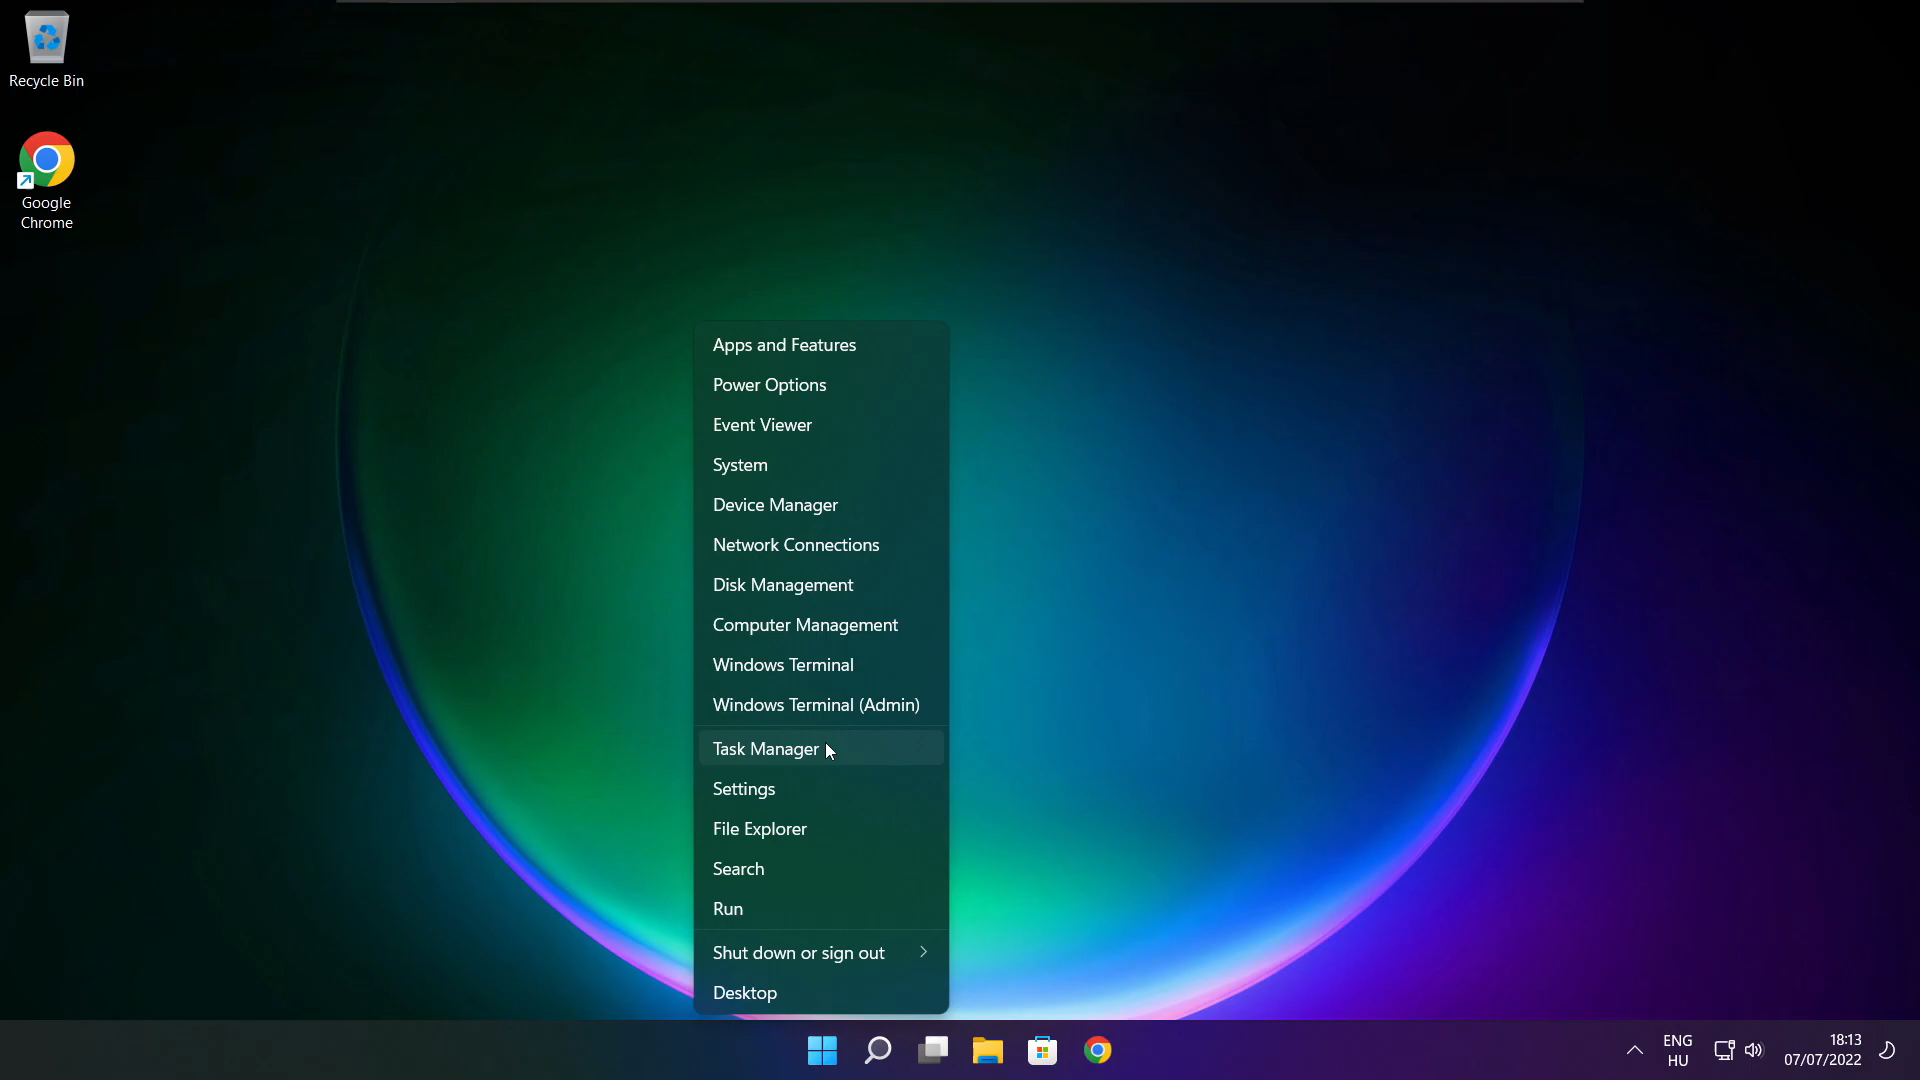 Recycle Bin
Google
Chrome
Apps and Features
Power Options
Event Viewer
System
Device Manager
Network Connections
Disk Management
Computer Management
Windows Terminal
Windows Terminal (Admin)
Task Manager
Settings
File Explorer
Search
Run
Shut down or sign out
Desktop
ENG
HU
18:13
07/07/2022